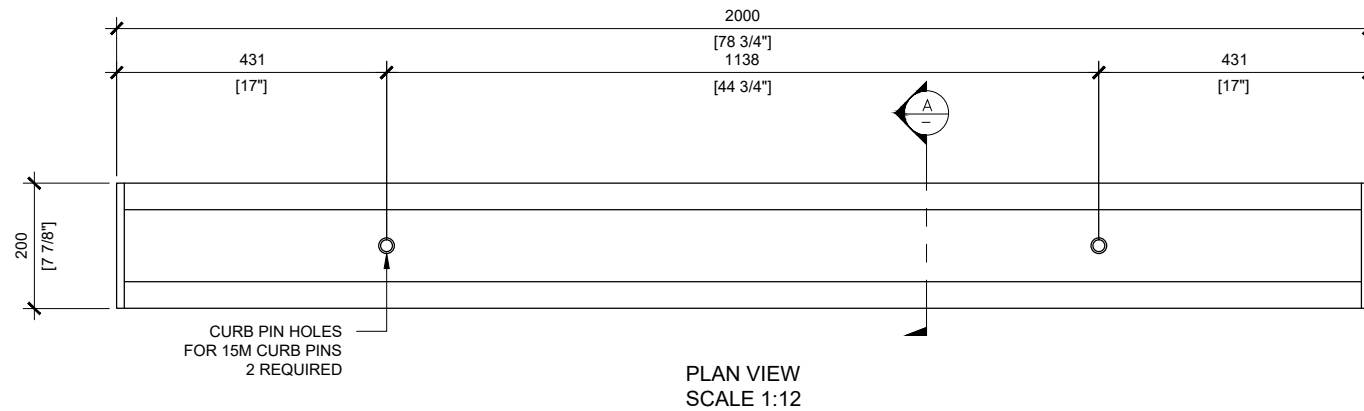 2000
[78 3/4"]
431
1138
431
[17"]
[44 3/4"]
[17"]
A
–
200
[7 7/8"]
CURB PIN HOLES
FOR 15M CURB PINS
2 REQUIRED
PLAN VIEW
SCALE 1:12